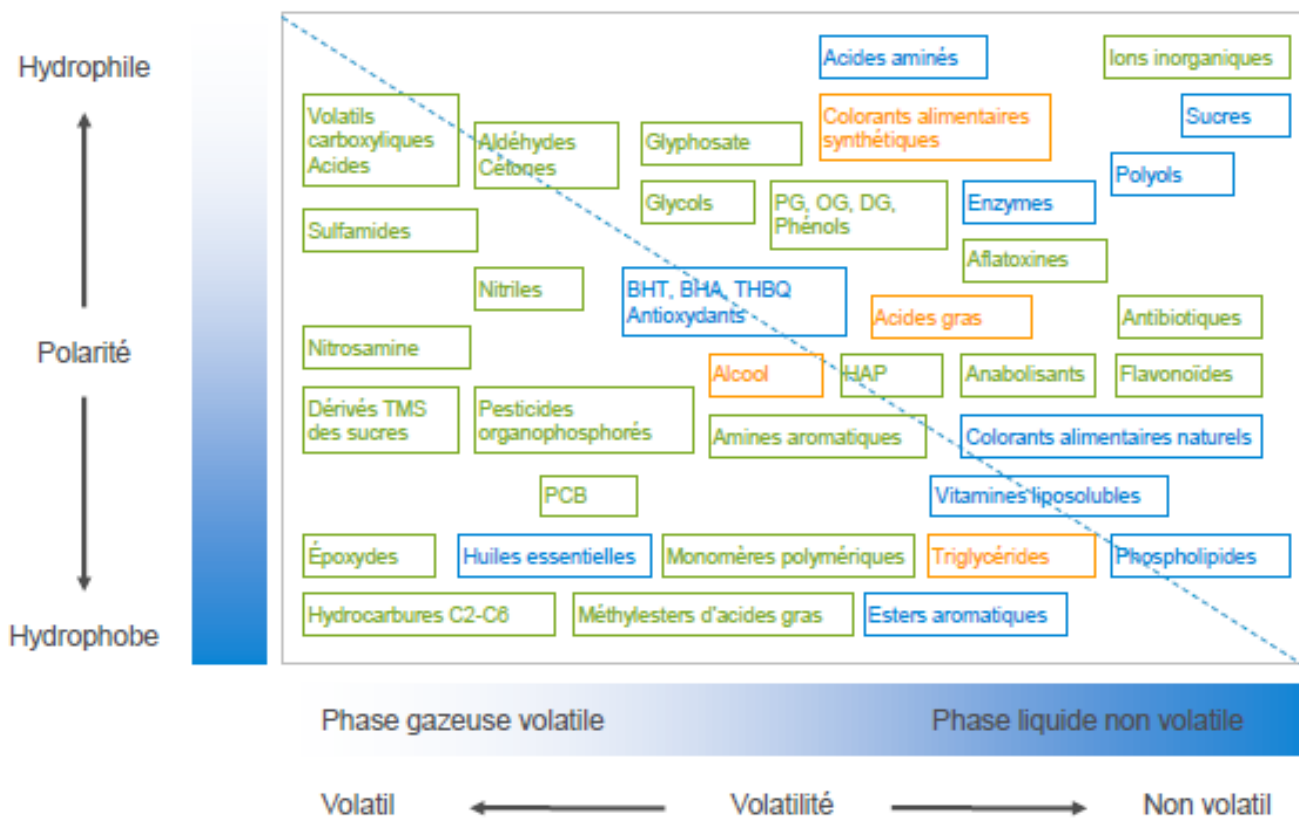 Hydrophile
Polarité
Hydrophobe
Acides aminés
Ions inorganiques
Volatils
carboxyliques
Acides
Aldéhydes
Cétones
Glyphosate
Colorants alimentaires
synthétiques
Sucres
Polyols
Glycols
PG, OG, DG,
Phénols
Enzymes
Sulfamides
Aflatoxines
Nitriles
BHT, BHA, THBQ
Antioxydants
Acides gras
Antibiotiques
Nitrosamine
Alcool
HAP
Anabolisants
Flavonoïdes
Dérivés TMS
des sucres
Pesticides
organophosphorés
Amines aromatiques
Colorants alimentaires naturels
PCB
Vitamines liposolubles
Époxydes
Huiles essentielles
Monomères polymériques
Triglycérides
Phospholipides
Hydrocarbures C2-C6
Méthylesters d'acides gras
Esters aromatiques
Phase gazeuse volatile
Phase liquide non volatile
Volatil
Volatilité
Non volatil